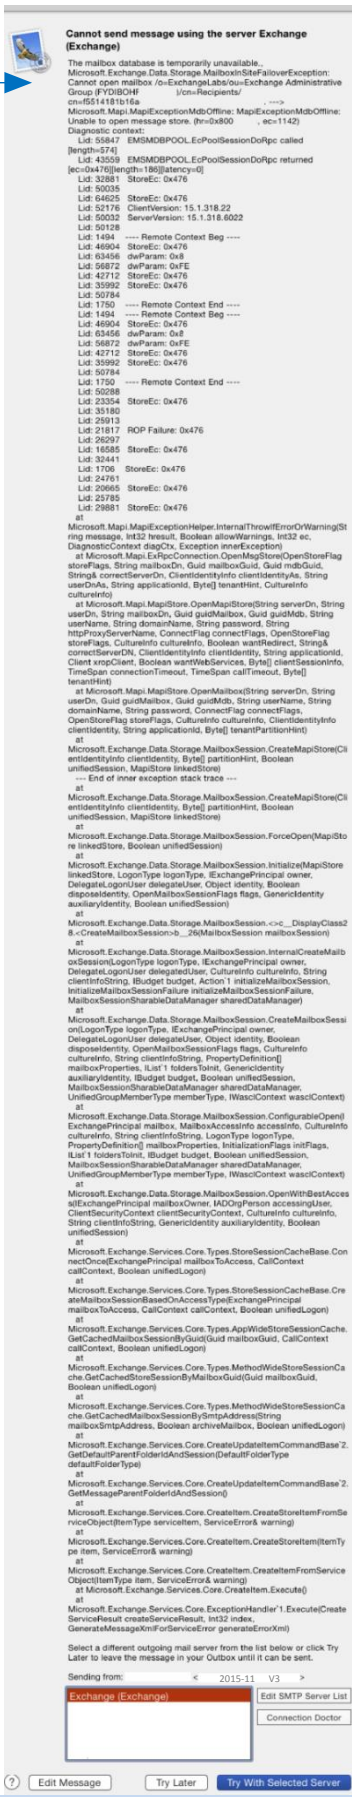 Cannot send message using the server Exchange
(Exchange)
The mailbox database is temporarily unavailable.,
Microsoft.Exchange.Data.Storage.MailboxInSiteFailoverException:
Cannot open mailbox /o=ExchangeLabs/ou=Exchange Administrative
Group (FYDIBOHF )/cn=Recipients/
cn=f5514181b16a . --->
Microsoft.Mapi.MapiExceptionMdbOffline: MapiExceptionMdbOffline:
Unable to open message store. (hr=0x800 , ec=1142)
Diagnostic context:
Lid: 55847 EMSMDBPOOL.EcPoolSessionDoRpc called
[length=574]
Lid: 43559 EMSMDBPOOL.EcPoolSessionDoRpc returned
[ec=0x476][length=186][latency=0]
Lid: 32881 StoreEc: 0x476
Lid: 50035
Lid: 64625 StoreEc: 0x476
Lid: 52176 ClientVersion: 15.1.318.22
Lid: 50032 ServerVersion: 15.1.318.6022
Lid: 50128
Lid: 1494 ---- Remote Context Beg ----
Lid: 46904 StoreEc: 0x476
Lid: 63456 dwParam: 0x8
Lid: 56872 dwParam: 0xFE
Lid: 42712 StoreEc: 0x476
Lid: 35992 StoreEc: 0x476
Lid: 50784
Lid: 1750 ---- Remote Context End ----
Lid: 1494 ---- Remote Context Beg ----
Lid: 46904 StoreEc: 0x476
Lid: 63456 dwParam: 0x8
Lid: 56872 dwParam: 0xFE
Lid: 42712 StoreEc: 0x476
Lid: 35992 StoreEc: 0x476
Lid: 50784
Lid: 1750 ---- Remote Context End ----
Lid: 50288
Lid: 23354 StoreEc: 0x476
Lid: 35180
Lid: 25913
Lid: 21817 ROP Failure: 0x476
Lid: 26297
Lid: 16585 StoreEc: 0x476
Lid: 32441
Lid: 1706 StoreEc: 0x476
Lid: 24761
Lid: 20665 StoreEc: 0x476
Lid: 25785
Lid: 29881 StoreEc: 0x476
at
Microsoft.Mapi.MapiExceptionHelper.InternalThrowIfErrorOrWarning(St
ring message, Int32 hresult, Boolean allowWarnings, Int32 ec,
DiagnosticContext diagCtx, Exception innerException)
at Microsoft.Mapi.ExRpcConnection.OpenMsgStore(OpenStoreFlag
storeFlags, String mailboxDn, Guid mailboxGuid, Guid mdbGuid,
String& correctServerDn, ClientIdentityInfo clientIdentityAs, String
userDnAs, String applicationId, Byte[] tenantHint, CultureInfo
cultureInfo)
at Microsoft.Mapi.MapiStore.OpenMapiStore(String serverDn, String
userDn, String mailboxDn, Guid guidMailbox, Guid guidMdb, String
userName, String domainName, String password, String
httpProxyServerName, ConnectFlag connectFlags, OpenStoreFlag
storeFlags, CultureInfo cultureInfo, Boolean wantRedirect, String&
correctServerDN, ClientIdentityInfo clientIdentity, String applicationId,
Client xropClient, Boolean wantWebServices, Byte[] clientSessionInfo,
TimeSpan connectionTimeout, TimeSpan callTimeout, Byte[]
tenantHint)
at Microsoft.Mapi.MapiStore.OpenMailbox(String serverDn, String
userDn, Guid guidMailbox, Guid guidMdb, String userName, String
domainName, String password, ConnectFlag connectFlags,
OpenStoreFlag storeFlags, CultureInfo cultureInfo, ClientIdentityInfo
clientIdentity, String applicationId, Byte[] tenantPartitionHint)
at
Microsoft.Exchange.Data.Storage.MailboxSession.CreateMapiStore(Cli
entIdentityInfo clientIdentity, Byte[] partitionHint, Boolean
unifiedSession, MapiStore linkedStore)
--- End of inner exception stack trace ---
at
Microsoft.Exchange.Data.Storage.MailboxSession.CreateMapiStore(Cli
entIdentityInfo clientIdentity, Byte[] partitionHint, Boolean
unifiedSession, MapiStore linkedStore)
at
Microsoft.Exchange.Data.Storage.MailboxSession.ForceOpen(MapiSto
re linkedStore, Boolean unifiedSession)
at
Microsoft.Exchange.Data.Storage.MailboxSession.Initialize(MapiStore
linkedStore, LogonType logonType, IExchangePrincipal owner,
DelegateLogonUser delegateUser, Object identity, Boolean
disposeIdentity, OpenMailboxSessionFlags flags, GenericIdentity
auxiliaryIdentity, Boolean unifiedSession)
at
Microsoft.Exchange.Data.Storage.MailboxSession.<>c__DisplayClass2
8.<CreateMailboxSession>b__26(MailboxSession mailboxSession)
at
Microsoft.Exchange.Data.Storage.MailboxSession.InternalCreateMailb
oxSession(LogonType logonType, IExchangePrincipal owner,
DelegateLogonUser delegatedUser, CultureInfo cultureInfo, String
clientInfoString, IBudget budget, Action`1 initializeMailboxSession,
InitializeMailboxSessionFailure initializeMailboxSessionFailure,
MailboxSessionSharableDataManager sharedDataManager)
at
Microsoft.Exchange.Data.Storage.MailboxSession.CreateMailboxSessi
on(LogonType logonType, IExchangePrincipal owner,
DelegateLogonUser delegateUser, Object identity, Boolean
disposeIdentity, OpenMailboxSessionFlags flags, CultureInfo
cultureInfo, String clientInfoString, PropertyDefinition[]
mailboxProperties, IList`1 foldersToInit, GenericIdentity
auxiliaryIdentity, IBudget budget, Boolean unifiedSession,
MailboxSessionSharableDataManager sharedDataManager,
UnifiedGroupMemberType memberType, IWasclContext wasclContext)
at
Microsoft.Exchange.Data.Storage.MailboxSession.ConfigurableOpen(I
ExchangePrincipal mailbox, MailboxAccessInfo accessInfo, CultureInfo
cultureInfo, String clientInfoString, LogonType logonType,
PropertyDefinition[] mailboxProperties, InitializationFlags initFlags,
IList`1 foldersToInit, IBudget budget, Boolean unifiedSession,
MailboxSessionSharableDataManager sharedDataManager,
UnifiedGroupMemberType memberType, IWasclContext wasclContext)
at
Microsoft.Exchange.Data.Storage.MailboxSession.OpenWithBestAcces
s(IExchangePrincipal mailboxOwner, IADOrgPerson accessingUser,
ClientSecurityContext clientSecurityContext, CultureInfo cultureInfo,
String clientInfoString, GenericIdentity auxiliaryIdentity, Boolean
unifiedSession)
at
Microsoft.Exchange.Services.Core.Types.StoreSessionCacheBase.Con
nectOnce(ExchangePrincipal mailboxToAccess, CallContext
callContext, Boolean unifiedLogon)
at
Microsoft.Exchange.Services.Core.Types.StoreSessionCacheBase.Cre
ateMailboxSessionBasedOnAccessType(ExchangePrincipal
mailboxToAccess, CallContext callContext, Boolean unifiedLogon)
at
Microsoft.Exchange.Services.Core.Types.AppWideStoreSessionCache.
GetCachedMailboxSessionByGuid(Guid mailboxGuid, CallContext
callContext, Boolean unifiedLogon)
at
Microsoft.Exchange.Services.Core.Types.MethodWideStoreSessionCa
che.GetCachedStoreSessionByMailboxGuid(Guid mailboxGuid,
Boolean unifiedLogon)
at
Microsoft.Exchange.Services.Core.Types.MethodWideStoreSessionCa
che.GetCachedMailboxSessionBySmtpAddress(String
mailboxSmtpAddress, Boolean archiveMailbox, Boolean unifiedLogon)
at
Microsoft.Exchange.Services.Core.CreateUpdateItemCommandBase`2.
GetDefaultParentFolderIdAndSession(DefaultFolderType
defaultFolderType)
at
Microsoft.Exchange.Services.Core.CreateUpdateItemCommandBase`2.
GetMessageParentFolderIdAndSession()
at
Microsoft.Exchange.Services.Core.CreateItem.CreateStoreItemFromSe
rviceObject(ItemType serviceItem, ServiceError& warning)
at
Microsoft.Exchange.Services.Core.CreateItem.CreateStoreItem(ItemTy
pe item, ServiceError& warning)
at
Microsoft.Exchange.Services.Core.CreateItem.CreateItemFromService
Object(ItemType item, ServiceError& warning)
at Microsoft.Exchange.Services.Core.CreateItem.Execute()
at
Microsoft.Exchange.Services.Core.ExceptionHandler`1.Execute(Create
ServiceResult createServiceResult, Int32 index,
GenerateMessageXmlForServiceError generateErrorXml)
Select a different outgoing mail server from the list below or click Try
Later to leave the message in your Outbox until it can be sent.
Sending from: < 2015-11 V3 >
Exchange (Exchange)
Edit SMTP Server List
Connection Doctor
? Edit Message Try Later Try With Selected Server